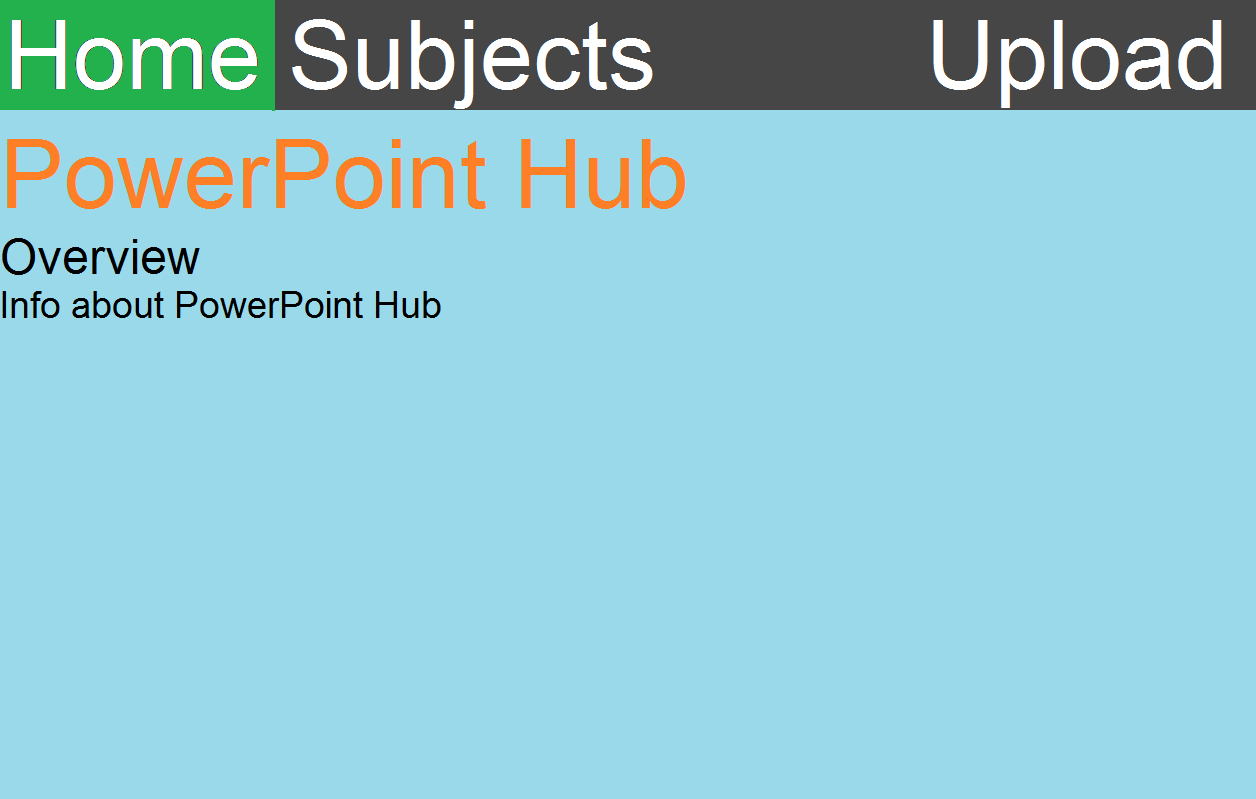 Home Subjects Upload
PowerPoint Hub
Overview
Info about PowerPoint Hub